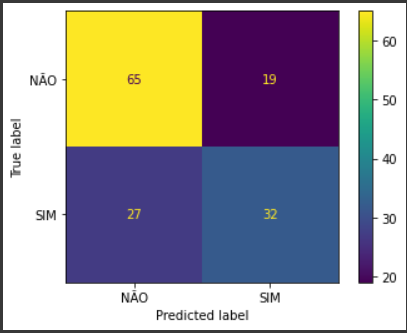 True label
NÃO
SIM
65 19
27 32
NÃO SIM
Predicted label
60
50
40
30
20